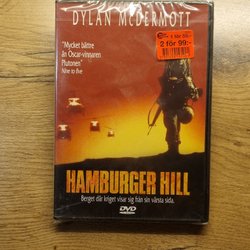 DYLAN McDERMOTT
2 för 99:-
"Mycket bättre
än Oscar-vinnaren
Plutonen"
Nine to five
HAMBURGER HILL
Berget där kriget visar sig från sin värsta sida.
DVD